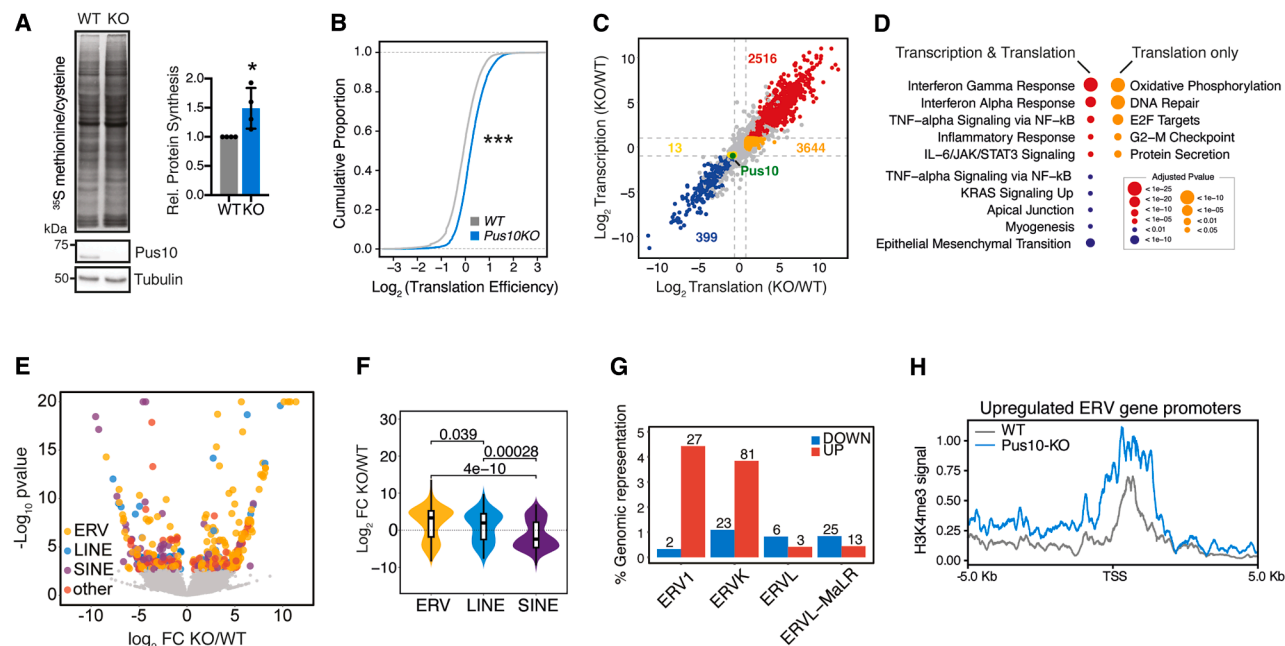 A
WT KO
35S methionine/cysteine
kDa
75
Pus10
50
Tubulin
Rel. Protein Synthesis
2.0
1.5
1.0
0.5
0.0
*
WT KO
B
Cumulative Proportion
1.0
0.8
0.6
0.4
0.2
0.0
***
WT
Pus10KO
−3 −2 −1 0 1 2 3
Log2 (Translation Efficiency)
C
Log2 Transcription (KO/WT)
10
5
0
−5
−10
2516
13
3644
Pus10
399
−10 −5 0 5 10
Log2 Translation (KO/WT)
D
Transcription & Translation
Translation only
Interferon Gamma Response
Oxidative Phosphorylation
Interferon Alpha Response
DNA Repair
TNF-alpha Signaling via NF-kB
E2F Targets
Inflammatory Response
G2-M Checkpoint
IL-6/JAK/STAT3 Signaling
Protein Secretion
TNF-alpha Signaling via NF-kB
KRAS Signaling Up
Apical Junction
Myogenesis
Epithelial Mesenchymal Transition
Adjusted Pvalue
< 1e-25
< 1e-20
< 1e-10
< 1e-05
< 0.01
< 1e-10
< 1e-10
< 1e-05
< 0.01
< 0.05
E
-Log10 pvalue
20
15
10
5
0
ERV
LINE
SINE
other
-10 -5 0 5 10
log2 FC KO/WT
F
Log2 FC KO/WT
30
20
10
0
−10
0.039
0.00028
4e−10
ERV LINE SINE
G
% Genomic representation
5
4
3
2
1
0
DOWN
UP
2
27
23
81
6
3
25
13
ERV1
ERVK
ERVL
ERVL−MaLR
H
Upregulated ERV gene promoters
H3K4me3 signal
WT
Pus10-KO
1.00
0.75
0.50
0.25
0.00
-5.0 Kb
TSS
5.0 Kb